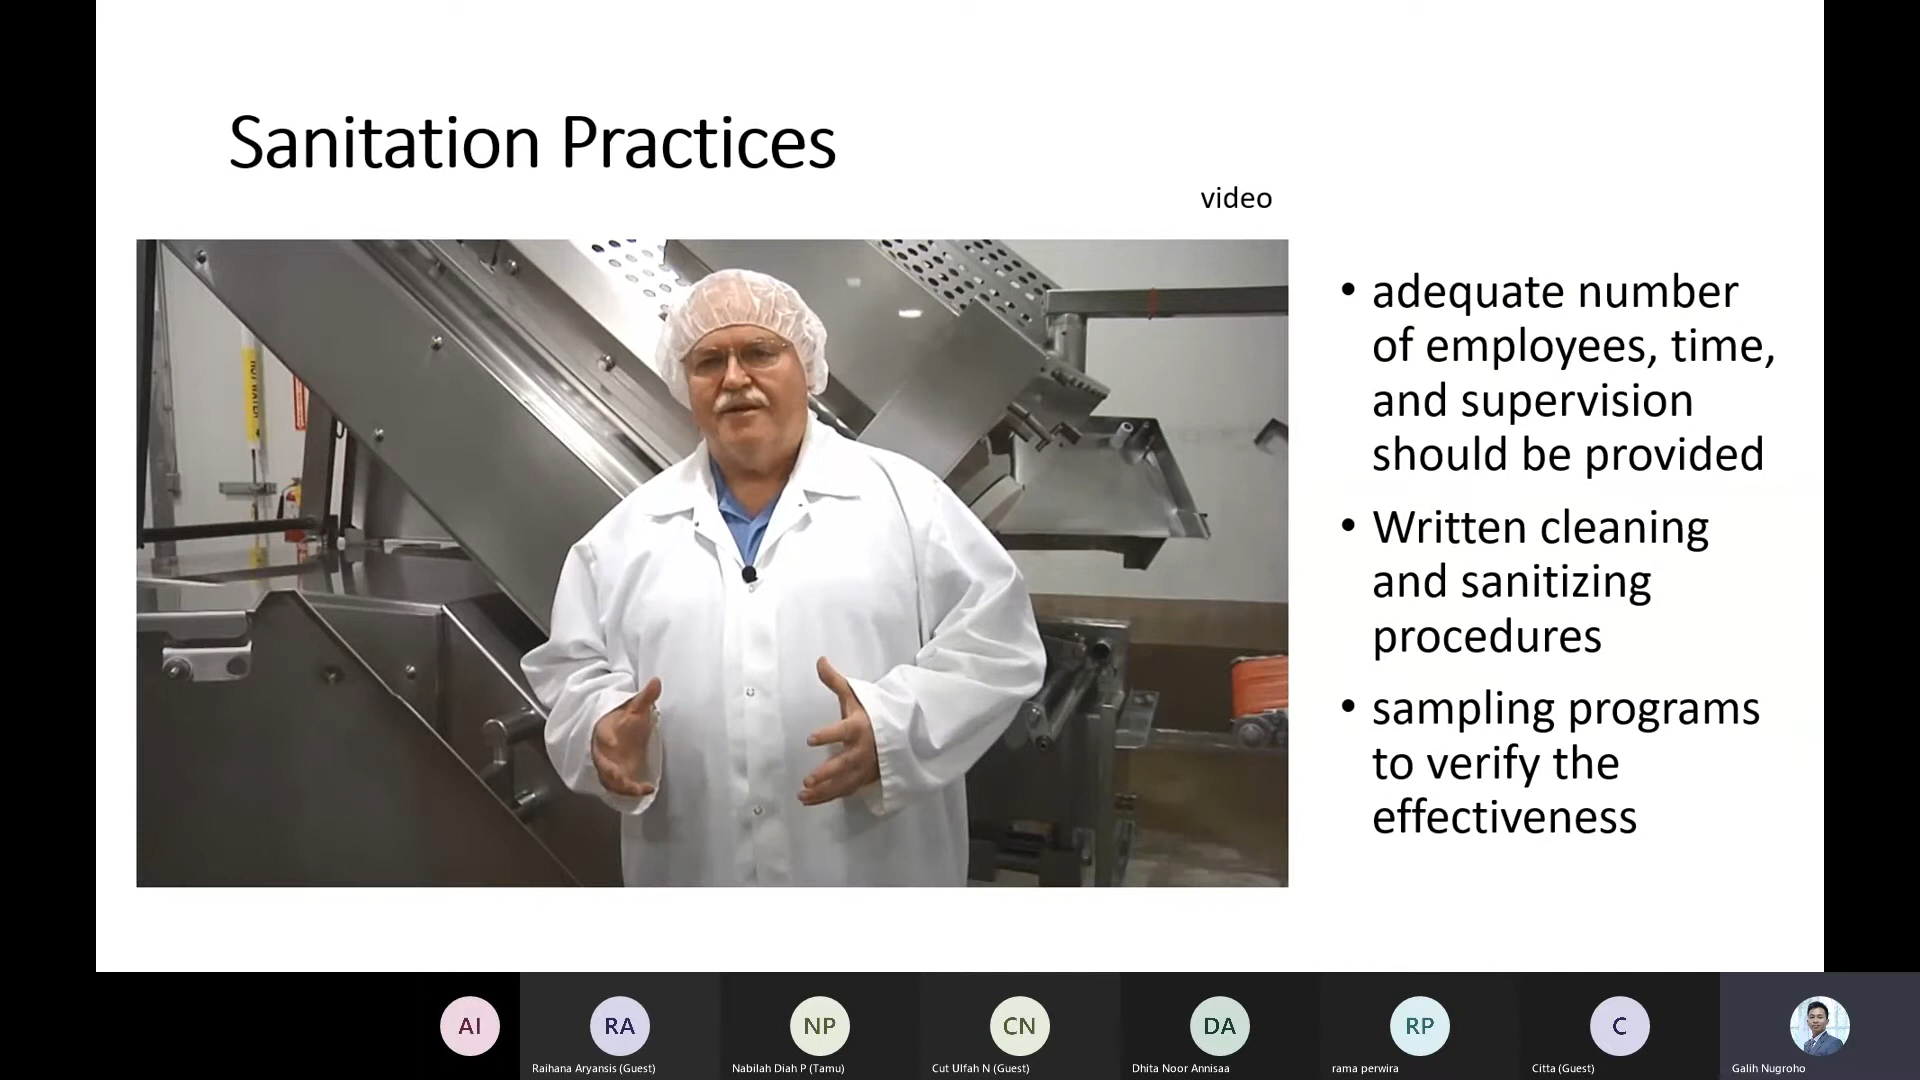 Sanitation Practices
video
• adequate number
of employees, time,
and supervision
should be provided
• Written cleaning
and sanitizing
procedures
• sampling programs
to verify the
effectiveness
AI
RA
NP
CN
DA
RP
C
Raihana Aryansis (Guest)
Nabilah Diah P (Tamu)
Cut Ulfah N (Guest)
Dhita Noor Annisaa
rama perwira
Citta (Guest)
Galih Nugroho